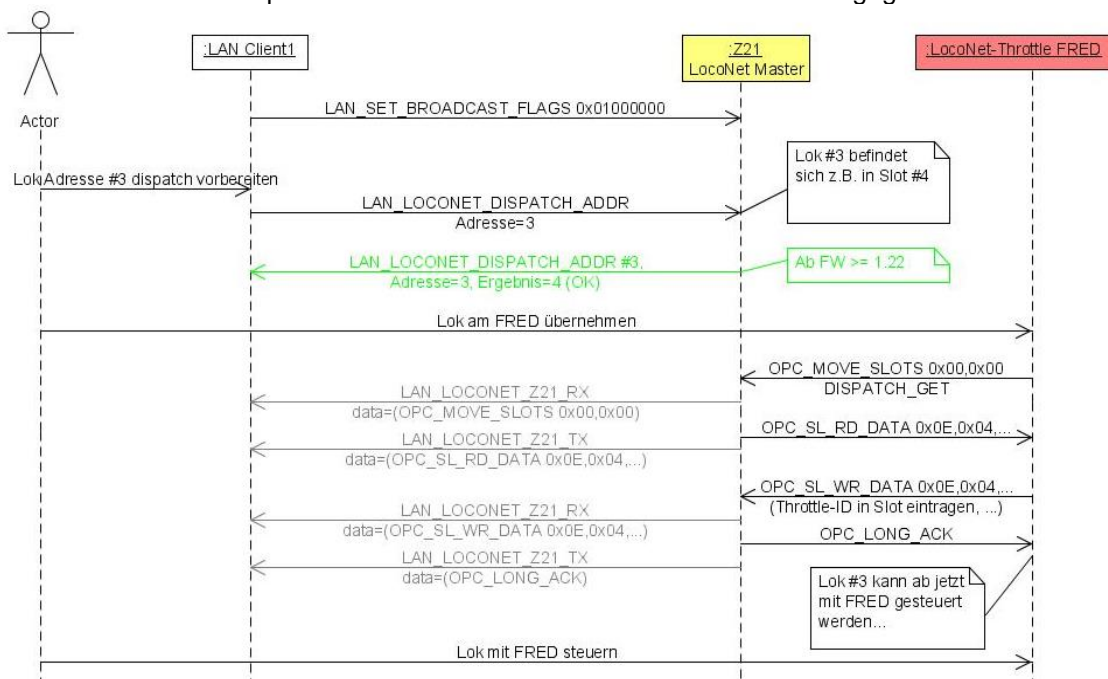 :LAN Client1
:Z21
LocoNet Master
:LocoNet-Throttle FRED
Actor
LAN_SET_BROADCAST_FLAGS 0x01000000
Lok Adresse #3 dispatch vorbereiten
Lok #3 befindet
sich z.B. in Slot #4
LAN_LOCONET_DISPATCH_ADDR
Adresse=3
LAN_LOCONET_DISPATCH_ADDR #3,
Adresse=3, Ergebnis=4 (OK)
Ab FW >= 1.22
Lok am FRED übernehmen
OPC_MOVE_SLOTS 0x00,0x00
DISPATCH_GET
LAN_LOCONET_Z21_RX
data=(OPC_MOVE_SLOTS 0x00,0x00)
OPC_SL_RD_DATA 0x0E,0x04,...
LAN_LOCONET_Z21_TX
data=(OPC_SL_RD_DATA 0x0E,0x04,...)
OPC_SL_WR_DATA 0x0E,0x04,...
(Throttle-ID in Slot eintragen, ...)
LAN_LOCONET_Z21_RX
data=(OPC_SL_WR_DATA 0x0E,0x04,...)
OPC_LONG_ACK
LAN_LOCONET_Z21_TX
data=(OPC_LONG_ACK)
Lok #3 kann ab jetzt
mit FRED gesteuert
werden...
Lok mit FRED steuern